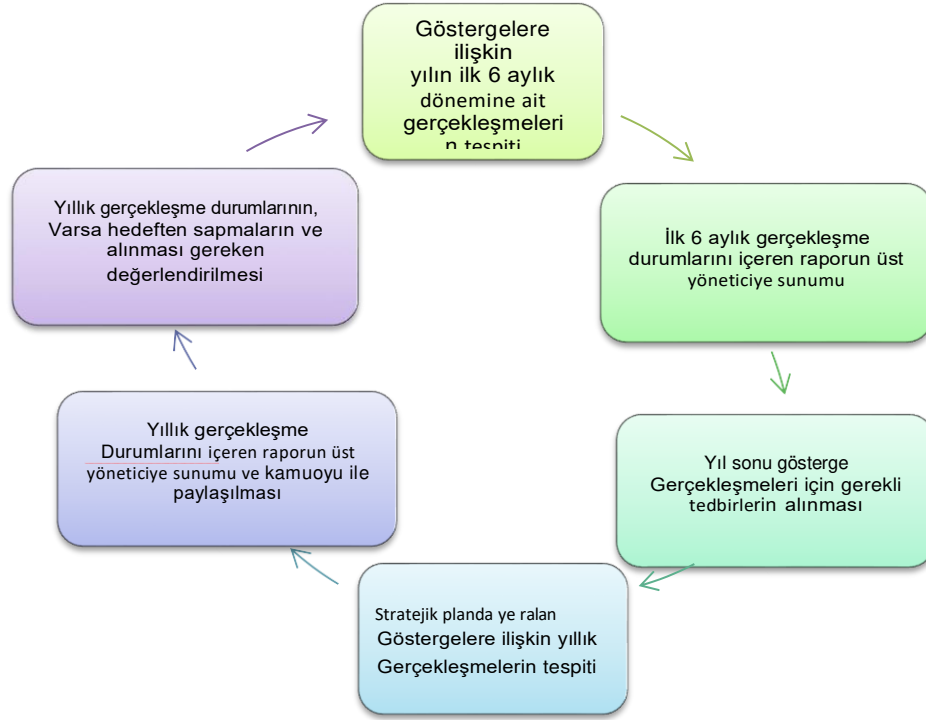 Göstergelere
ilişkin
yılın ilk 6 aylık
dönemine ait
gerçekleşmeleri
n tespiti
İlk 6 aylık gerçekleşme
durumlarını içeren raporun üst
yöneticiye sunumu
Yıl sonu gösterge
Gerçekleşmeleri için gerekli
tedbirlerin alınması
Stratejik planda ye ralan
Göstergelere ilişkin yıllık
Gerçekleşmelerin tespiti
Yıllık gerçekleşme
Durumlarını içeren raporun üst
yöneticiye sunumu ve kamuoyu ile
paylaşılması
Yıllık gerçekleşme durumlarının,
Varsa hedeften sapmaların ve
alınması gereken
değerlendirilmesi